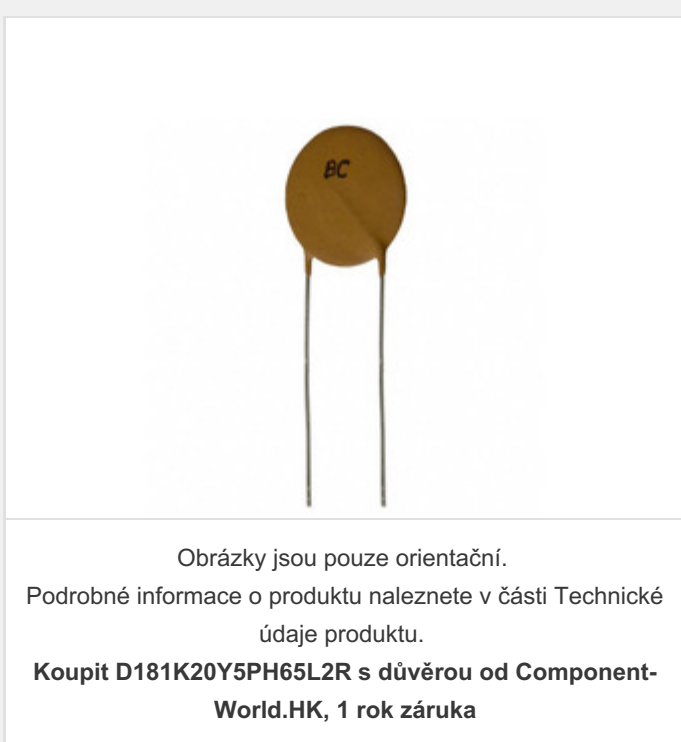 BC
Obrázky jsou pouze orientační.
Podrobné informace o produktu naleznete v části Technické
údaje produktu.
Koupit D181K20Y5PH65L2R s důvěrou od Component-
World.HK, 1 rok záruka